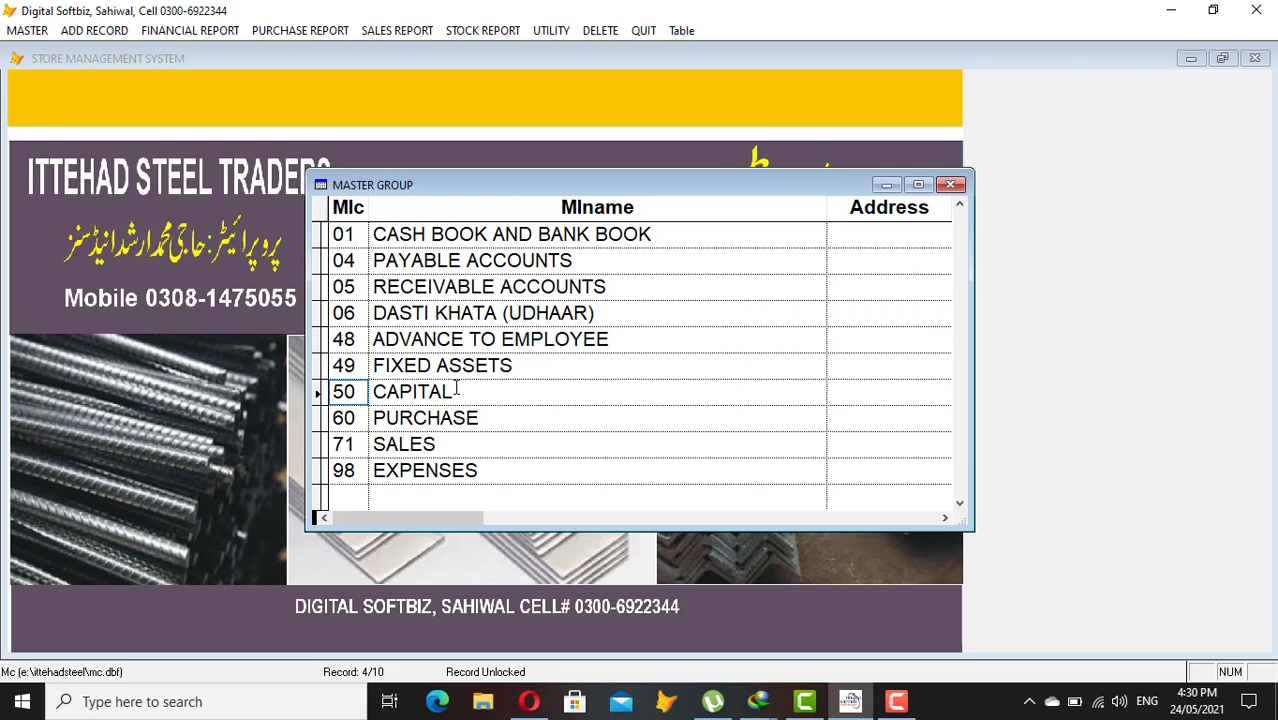 Digital Softbiz, Sahiwal, Cell 0300-6922344
MASTER ADD RECORD FINANCIAL REPORT PURCHASE REPORT SALES REPORT STOCK REPORT UTILITY DELETE QUIT Table
STORE MANAGEMENT SYSTEM
ITTEHAD STEEL TRADERS
پروپرائیٹر: حاجی محمد ارشد اینڈ سنز
Mobile 0308-1475055
MASTER GROUP
Mlc Mlname Address
01 CASH BOOK AND BANK BOOK
04 PAYABLE ACCOUNTS
05 RECEIVABLE ACCOUNTS
06 DASTI KHATA (UDHAAR)
48 ADVANCE TO EMPLOYEE
49 FIXED ASSETS
50 CAPITAL
60 PURCHASE
71 SALES
98 EXPENSES
DIGITAL SOFTBIZ, SAHIWAL CELL# 0300-6922344
Mc (e:\ittehadsteel\mc.dbf) Record: 4/10 Record Unlocked NUM
Type here to search
ENG
4:30 PM
24/05/2021